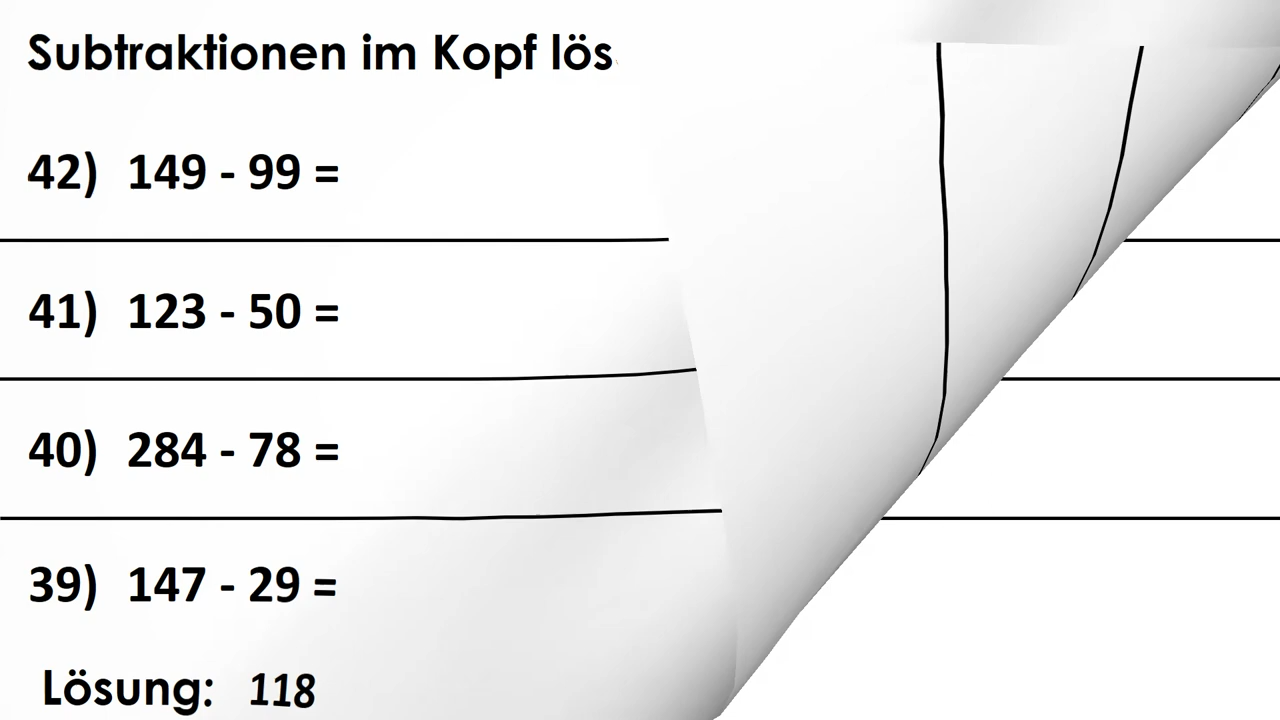 Subtraktionen im Kopf lös
42) 149 - 99 =
41) 123 - 50 =
40) 284 - 78 =
39) 147 - 29 =
Lösung: 118